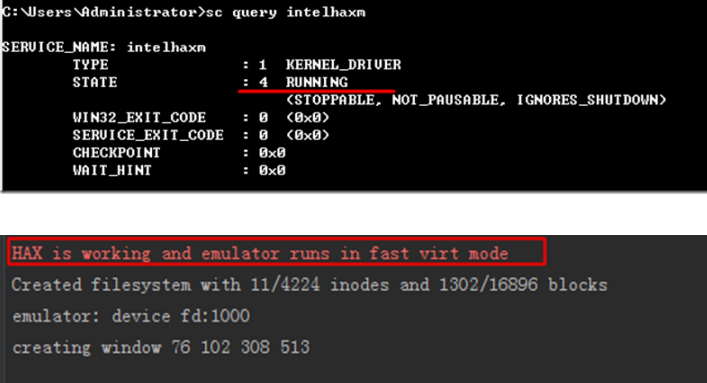 C:\Users\Administrator>sc query intelhaxm
SERVICE_NAME: intelhaxm
TYPE : 1 KERNEL_DRIVER
STATE : 4 RUNNING
(STOPPABLE, NOT_PAUSABLE, IGNORES_SHUTDOWN)
WIN32_EXIT_CODE : 0 (0x0)
SERVICE_EXIT_CODE : 0 (0x0)
CHECKPOINT : 0x0
WAIT_HINT : 0x0
HAX is working and emulator runs in fast virt mode
Created filesystem with 11/4224 inodes and 1302/16896 blocks
emulator: device fd:1000
creating window 76 102 308 513